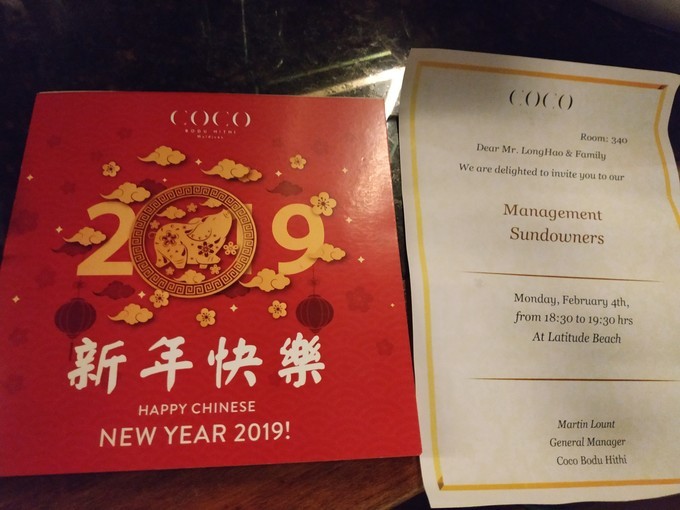 COCO
BODU HITHI
Maldives
2019
新年快樂
HAPPY CHINESE
NEW YEAR 2019!
COCO
Room: 340
Dear Mr. LongHao & Family
We are delighted to invite you to our
Management
Sundowners
Monday, February 4th,
from 18:30 to 19:30 hrs
At Latitude Beach
Martin Lount
General Manager
Coco Bodu Hithi